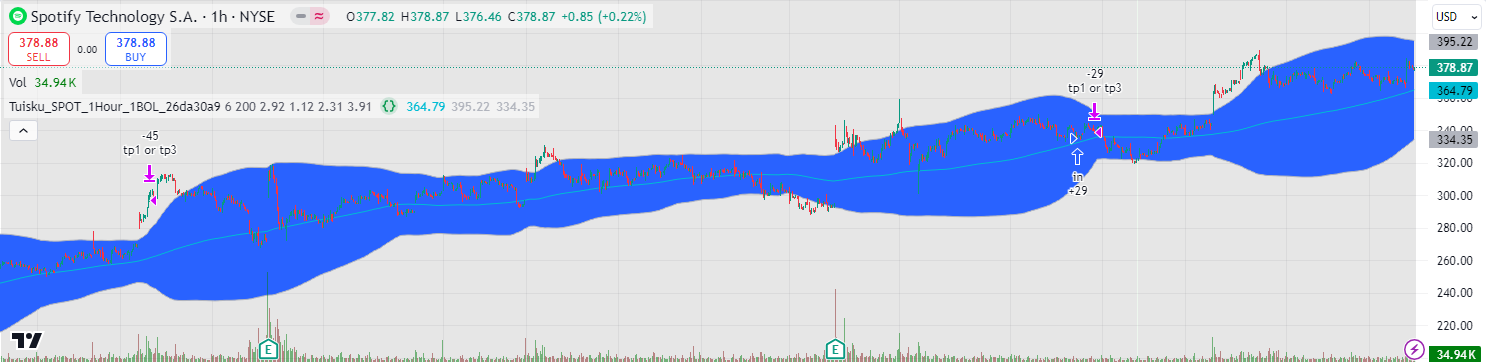 Spotify Technology S.A. · 1h · NYSE O377.82 H378.87 L376.46 C378.87 +0.85 (+0.22%)
USD
378.88 SELL
0.00
378.88 BUY
Vol 34.94 K
Tuisku_SPOT_1Hour_1BOL_26da30a9 6 200 2.92 1.12 2.31 3.91 364.79 395.22 334.35
-45
tp1 or tp3
-29
tp1 or tp3
in
+29
395.22
378.87
364.79
360.00
340.00
334.35
320.00
300.00
280.00
260.00
240.00
220.00
34.94 K
E
E